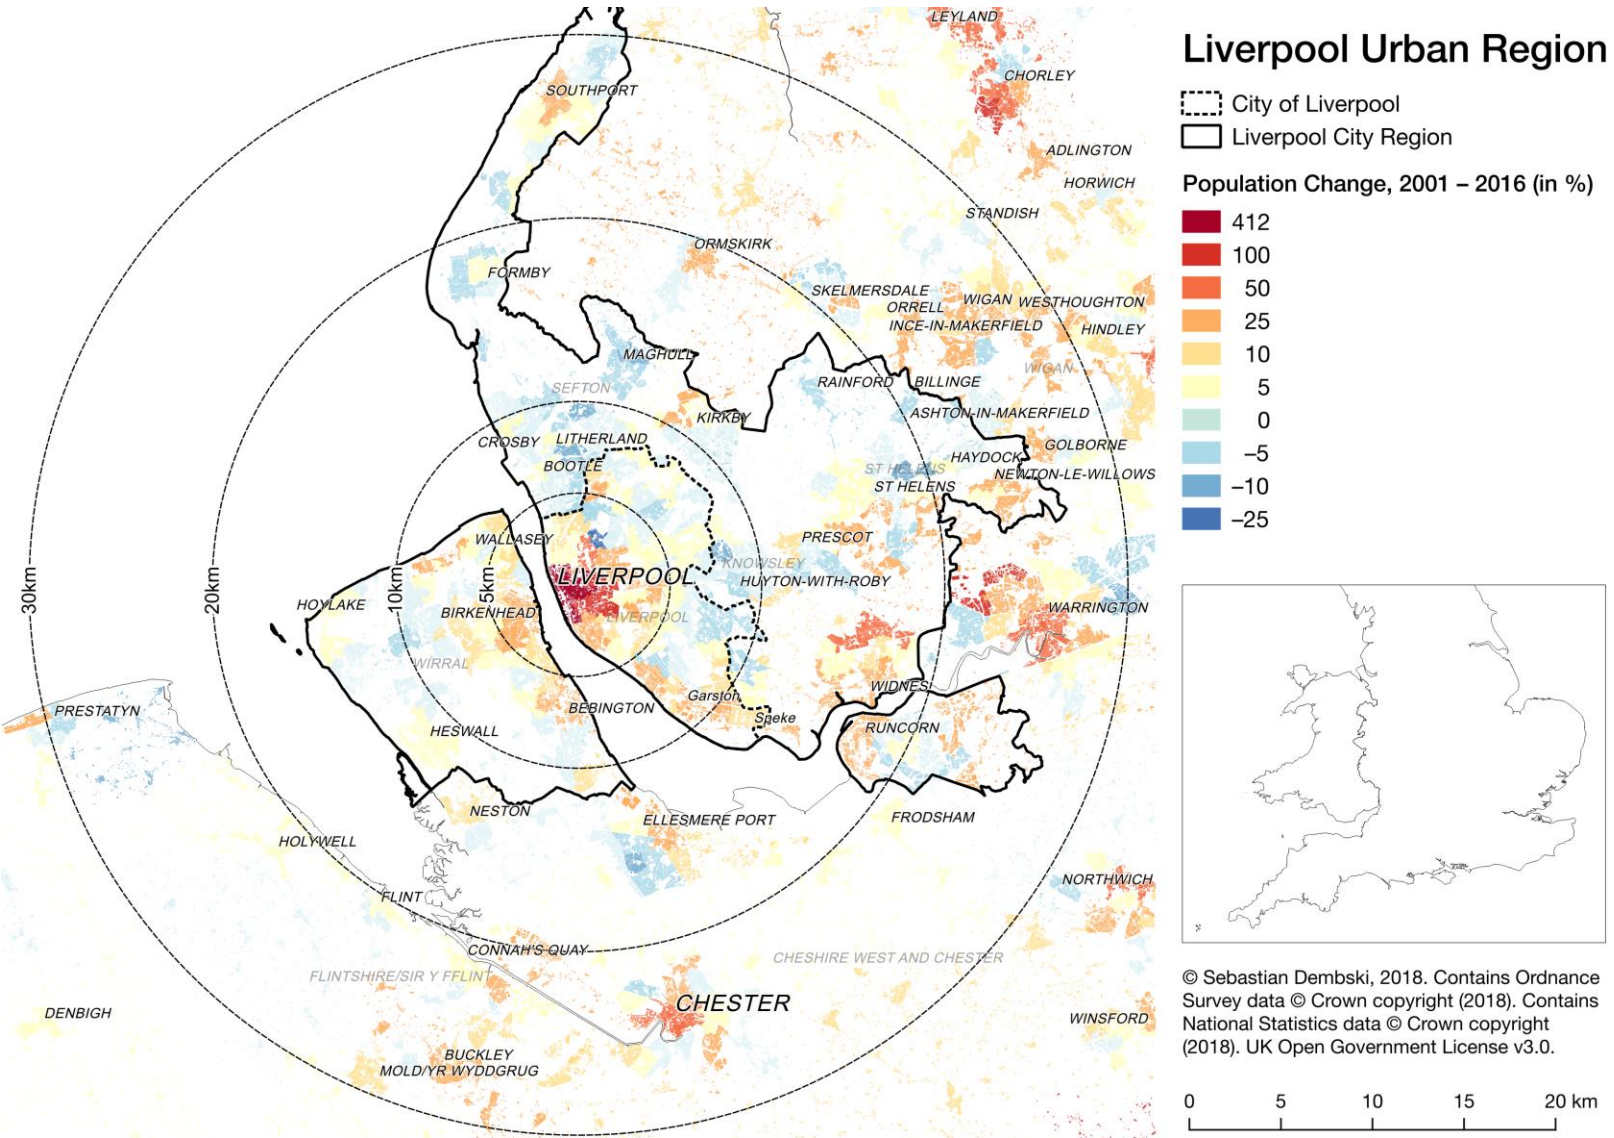 Liverpool Urban Region
City of Liverpool
Liverpool City Region
Population Change, 2001 – 2016 (in %)
412
100
50
25
10
5
0
−5
−10
−25
LEYLAND
CHORLEY
SOUTHPORT
ADLINGTON
HORWICH
STANDISH
ORMSKIRK
FORMBY
SKELMERSDALE
ORRELL
WIGAN
WESTHOUGHTON
INCE-IN-MAKERFIELD
HINDLEY
MAGHULL
WIGAN
SEFTON
RAINFORD
BILLINGE
KIRKBY
ASHTON-IN-MAKERFIELD
CROSBY
LITHERLAND
GOLBORNE
BOOTLE
HAYDOCK
ST HELENS
NEWTON-LE-WILLOWS
ST HELENS
WALLASEY
PRESCOT
KNOWSLEY
LIVERPOOL
HUYTON-WITH-ROBY
30km
20km
10km
5km
HOYLAKE
BIRKENHEAD
LIVERPOOL
WARRINGTON
WIRRAL
WIDNES
Garston
PRESTATYN
BEBINGTON
Speke
HESWALL
RUNCORN
NESTON
ELLESMERE PORT
FRODSHAM
HOLYWELL
NORTHWICH
FLINT
CONNAH'S QUAY
CHESHIRE WEST AND CHESTER
FLINTSHIRE/SIR Y FFLINT
CHESTER
DENBIGH
WINSFORD
BUCKLEY
MOLD/YR WYDDGRUG
© Sebastian Dembski, 2018. Contains Ordnance
Survey data © Crown copyright (2018). Contains
National Statistics data © Crown copyright
(2018). UK Open Government License v3.0.
0 5 10 15 20 km